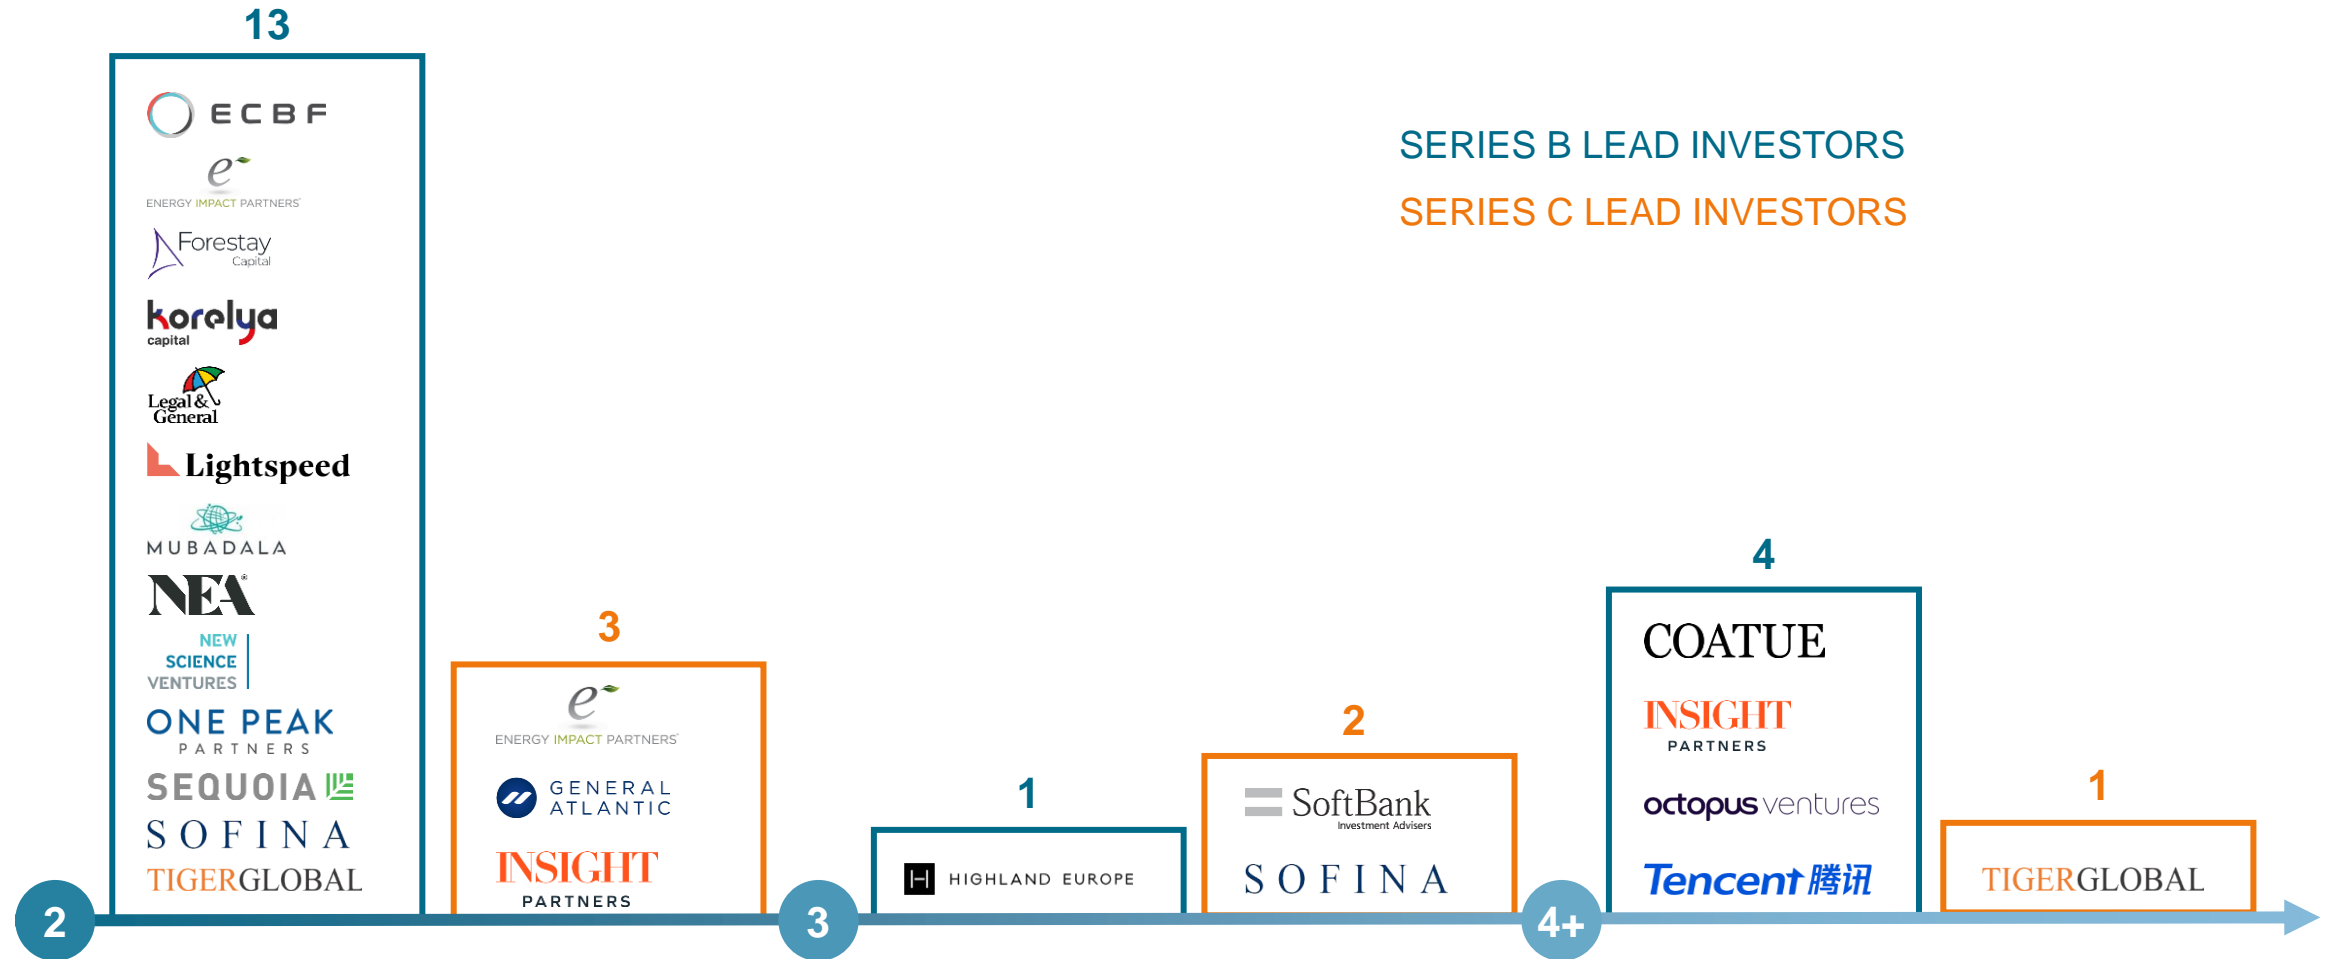 13
ECBF
e
ENERGY IMPACT PARTNERS
Forestay
Capital
korelya
capital
Legal &
General
Lightspeed
MUBADALA
NEA®
NEW
SCIENCE
VENTURES
ONE PEAK
PARTNERS
SEQUOIA
SOFINA
TIGERGLOBAL
3
e
ENERGY IMPACT PARTNERS
GENERAL
ATLANTIC
INSIGHT
PARTNERS
1
H HIGHLAND EUROPE
2
SoftBank
Investment Advisers
SOFINA
SERIES B LEAD INVESTORS
SERIES C LEAD INVESTORS
4
COATUE
INSIGHT
PARTNERS
octopus ventures
Tencent 腾讯
1
TIGERGLOBAL
2
3
4+